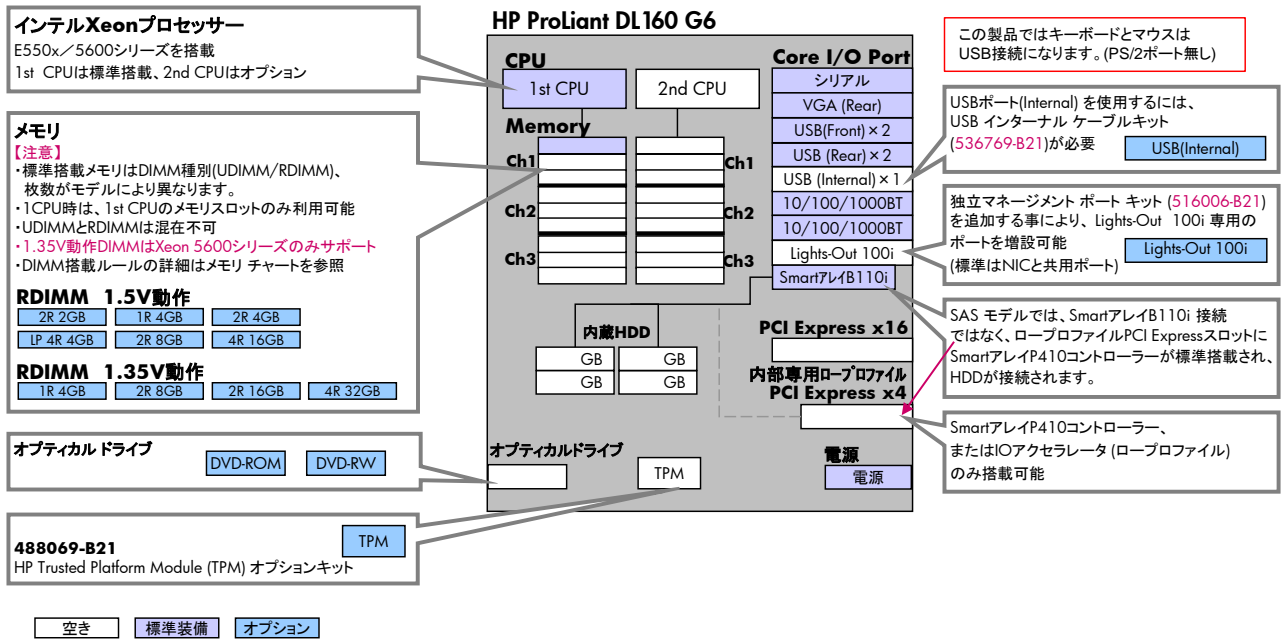 インテルXeonプロセッサー
E550x／5600シリーズを搭載
1st CPUは標準搭載、2nd CPUはオプション
メモリ
【注意】
・標準搭載メモリはDIMM種別(UDIMM/RDIMM)、
枚数がモデルにより異なります。
・1CPU時は、1st CPUのメモリスロットのみ利用可能
・UDIMMとRDIMMは混在不可
・1.35V動作DIMMはXeon 5600シリーズのみサポート
・DIMM搭載ルールの詳細はメモリ チャートを参照
RDIMM 1.5V動作
2R 2GB 1R 4GB 2R 4GB
LP 4R 4GB 2R 8GB 4R 16GB
RDIMM 1.35V動作
1R 4GB 2R 8GB 2R 16GB 4R 32GB
オプティカル ドライブ
DVD-ROM DVD-RW
488069-B21
TPM
HP Trusted Platform Module (TPM) オプションキット
空き 標準装備 オプション
HP ProLiant DL160 G6
CPU
1st CPU 2nd CPU
Memory
Ch1 Ch1
Ch2 Ch2
Ch3 Ch3
Core I/O Port
シリアル
VGA (Rear)
USB(Front)×2
USB (Rear)×2
USB (Internal)×1
10/100/1000BT
10/100/1000BT
Lights-Out 100i
SmartアレイB110i
内蔵HDD
GB GB
GB GB
PCI Express x16
内部専用ロープロファイル
PCI Express x4
オプティカルドライブ
TPM
電源
電源
この製品ではキーボードとマウスは
USB接続になります。(PS/2ポート無し)
USBポート(Internal) を使用するには、
USB インターナル ケーブルキット
(536769-B21)が必要
USB(Internal)
独立マネージメント ポート キット (516006-B21)
を追加する事により、Lights-Out 100i 専用の
ポートを増設可能
(標準はNICと共用ポート)
Lights-Out 100i
SAS モデルでは、SmartアレイB110i 接続
ではなく、ロープロファイルPCI Expressスロットに
SmartアレイP410コントローラーが標準搭載され、
HDDが接続されます。
SmartアレイP410コントローラー、
またはIOアクセラレータ (ロープロファイル)
のみ搭載可能